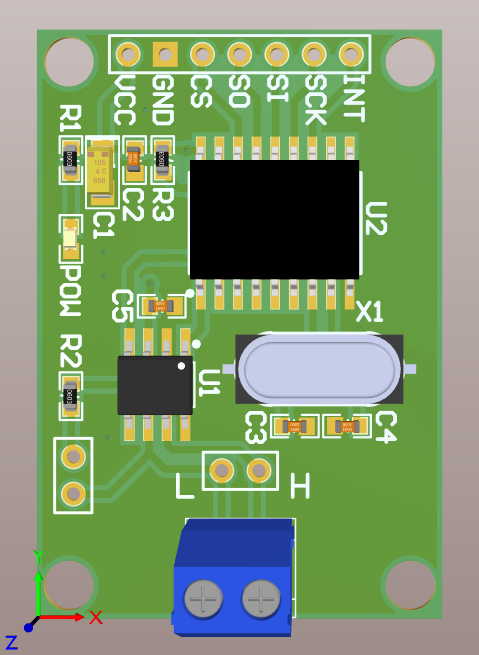 VCC GND CS SO SI SCK INT
R1
C1 C2 R3
U2
POW
C5
X1
R2
U1
C3 C4
L H
Y
X
Z